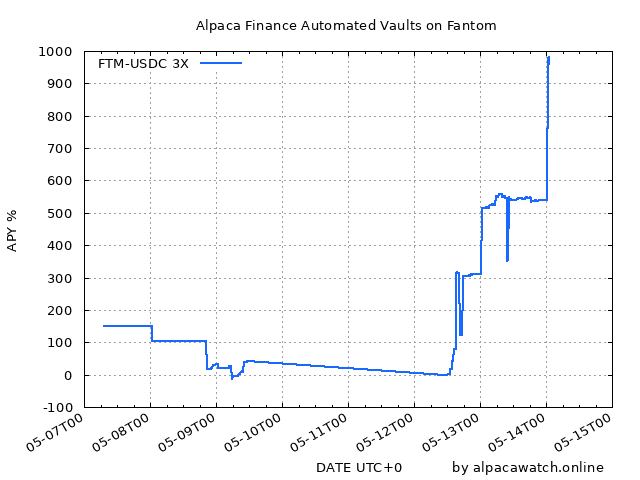 Alpaca Finance Automated Vaults on Fantom
FTM-USDC 3X
APY %
1000
900
800
700
600
500
400
300
200
100
0
-100
05-07T00
05-08T00
05-09T00
05-10T00
05-11T00
05-12T00
05-13T00
05-14T00
05-15T00
DATE UTC+0
by alpacawatch.online